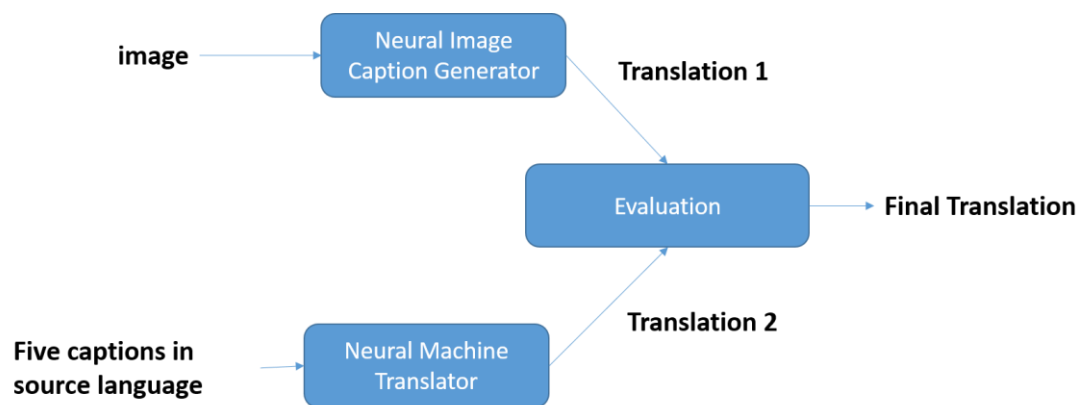 image
Neural Image
Caption Generator
Translation 1
Evaluation
Final Translation
Translation 2
Five captions in
source language
Neural Machine
Translator